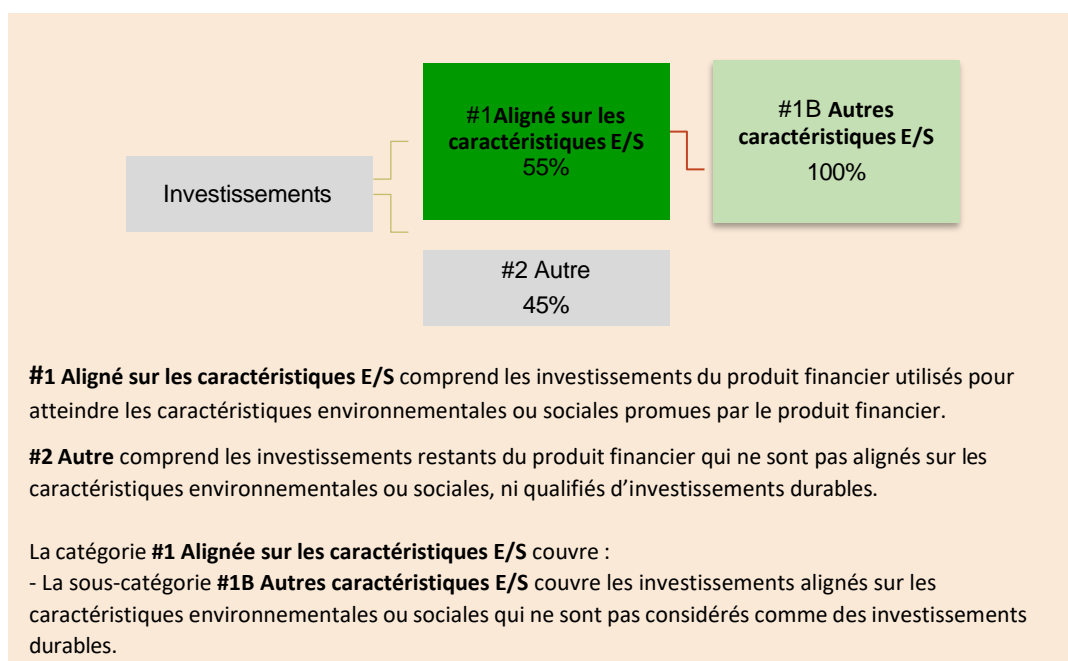 #1Aligné sur les
caractéristiques E/S
55%
#1B Autres
caractéristiques E/S
100%
Investissements
#2 Autre
45%
#1 Aligné sur les caractéristiques E/S comprend les investissements du produit financier utilisés pour
atteindre les caractéristiques environnementales ou sociales promues par le produit financier.
#2 Autre comprend les investissements restants du produit financier qui ne sont pas alignés sur les
caractéristiques environnementales ou sociales, ni qualifiés d’investissements durables.
La catégorie #1 Alignée sur les caractéristiques E/S couvre :
- La sous-catégorie #1B Autres caractéristiques E/S couvre les investissements alignés sur les
caractéristiques environnementales ou sociales qui ne sont pas considérés comme des investissements
durables.